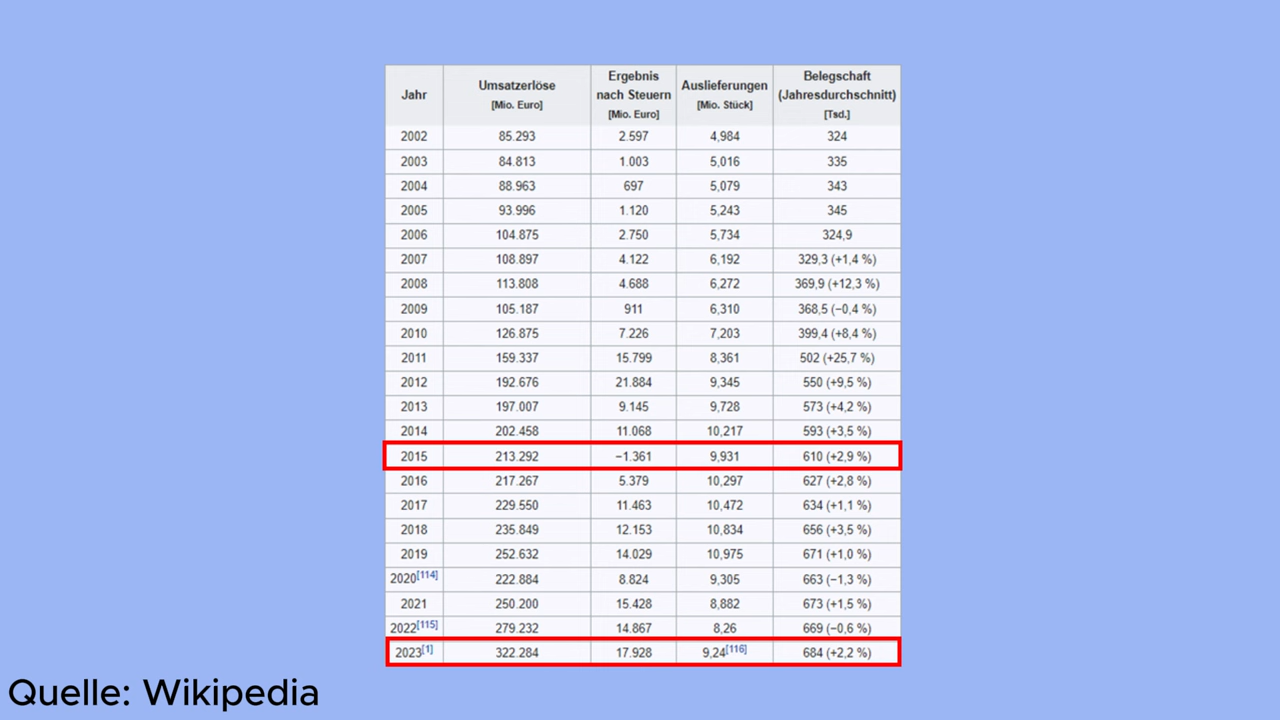 Jahr Umsatzerlöse [Mio. Euro] Ergebnis nach Steuern [Mio. Euro] Auslieferungen [Mio. Stück] Belegschaft (Jahresdurchschnitt) [Tsd.]
2002 85.293 2.597 4,984 324
2003 84.813 1.003 5,016 335
2004 88.963 697 5,079 343
2005 93.996 1.120 5,243 345
2006 104.875 2.750 5,734 324,9
2007 108.897 4.122 6,192 329,3 (+1,4 %)
2008 113.808 4.688 6,272 369,9 (+12,3 %)
2009 105.187 911 6,310 368,5 (−0,4 %)
2010 126.875 7.226 7,203 399,4 (+8,4 %)
2011 159.337 15.799 8,361 502 (+25,7 %)
2012 192.676 21.884 9,345 550 (+9,5 %)
2013 197.007 9.145 9,728 573 (+4,2 %)
2014 202.458 11.068 10,217 593 (+3,5 %)
2015 213.292 −1.361 9,931 610 (+2,9 %)
2016 217.267 5.379 10,297 627 (+2,8 %)
2017 229.550 11.463 10,472 634 (+1,1 %)
2018 235.849 12.153 10,834 656 (+3,5 %)
2019 252.632 14.029 10,975 671 (+1,0 %)
2020[114] 222.884 8.824 9,305 663 (−1,3 %)
2021 250.200 15.428 8,882 673 (+1,5 %)
2022[115] 279.232 14.867 8,26 669 (−0,6 %)
2023[1] 322.284 17.928 9,24[116] 684 (+2,2 %)
Quelle: Wikipedia